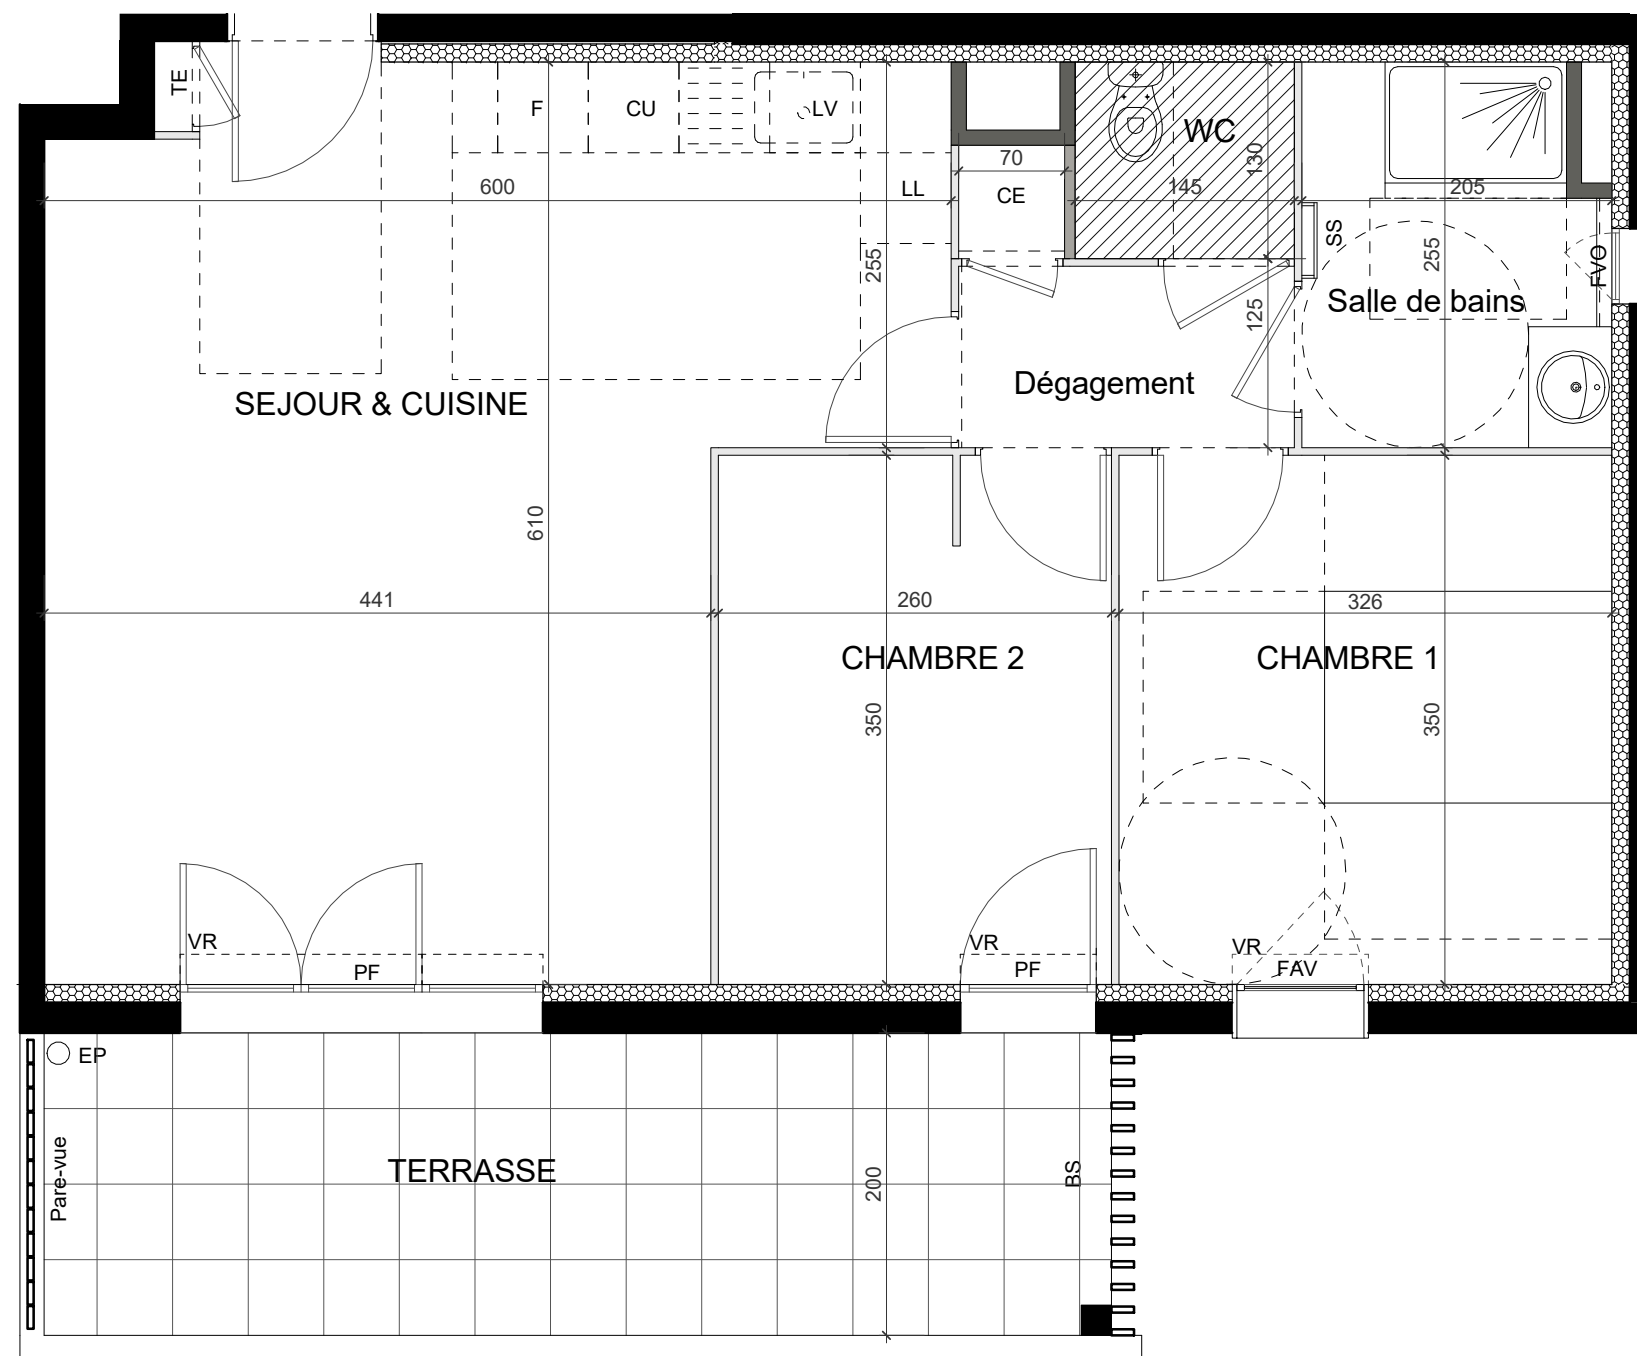 TE
F
CU
LV
WC
70
130
600
LL
CE
145
205
SS
255
255
FVO
Salle de bains
125
Dégagement
SEJOUR & CUISINE
610
441
260
326
CHAMBRE 2
CHAMBRE 1
350
350
VR
PF
VR
PF
VR
FAV
EP
Pare-vue
TERRASSE
200
BS